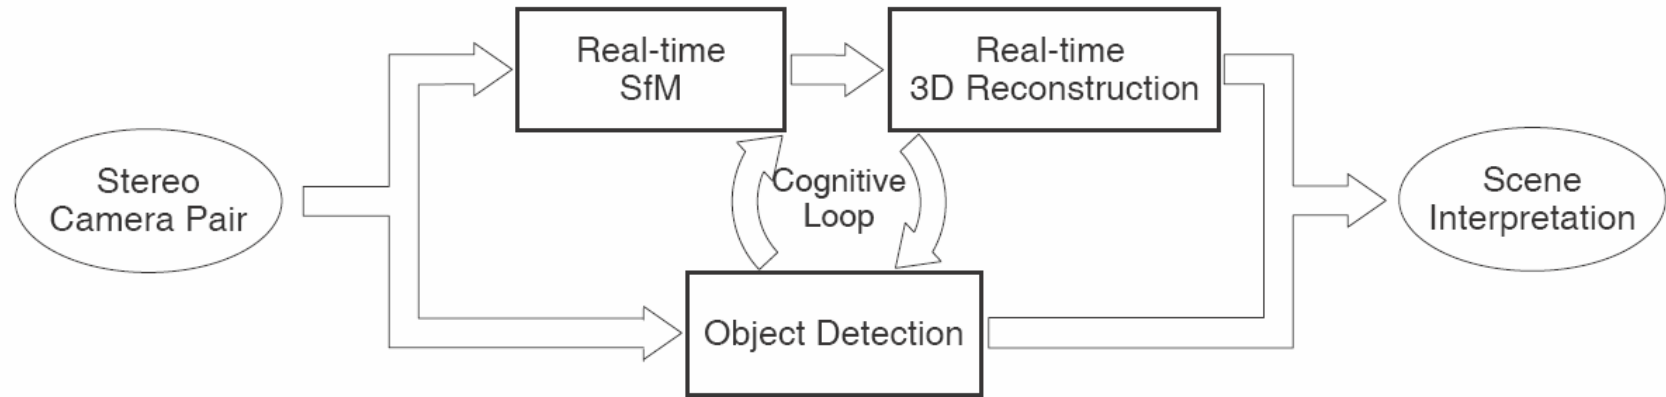 Real-time
SfM
Real-time
3D Reconstruction
Stereo
Camera Pair
Cognitive
Loop
Scene
Interpretation
Object Detection